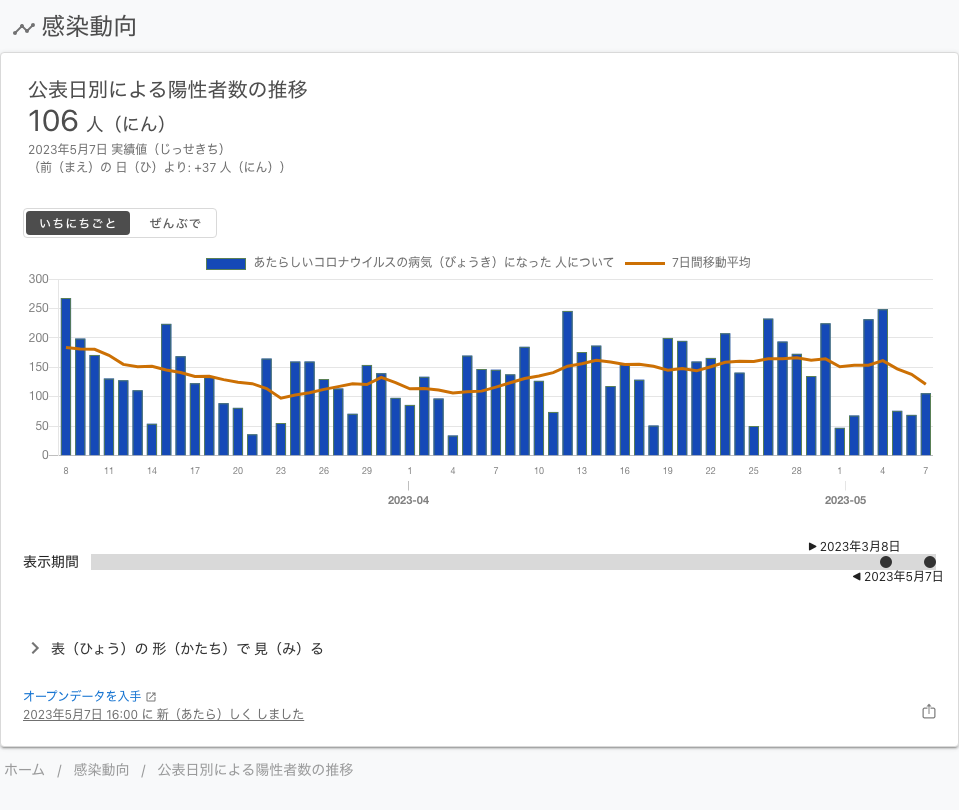 感染動向
公表日別による陽性者数の推移
106 人（にん）
2023年5月7日 実績値（じっせきち）
（前（まえ）の 日（ひ）より: +37 人（にん））
いちにちごと ぜんぶで
あたらしいコロナウイルスの病気（びょうき）になった 人について 7日間移動平均
300
250
200
150
100
50
0
8 11 14 17 20 23 26 29 1 4 7 10 13 16 19 22 25 28 1 4 7
2023-04 2023-05
▶ 2023年3月8日
表示期間
◀ 2023年5月7日
表（ひょう）の 形（かたち）で 見（み）る
オープンデータを入手
2023年5月7日 16:00 に 新（あたら）しく しました
ホーム / 感染動向 / 公表日別による陽性者数の推移